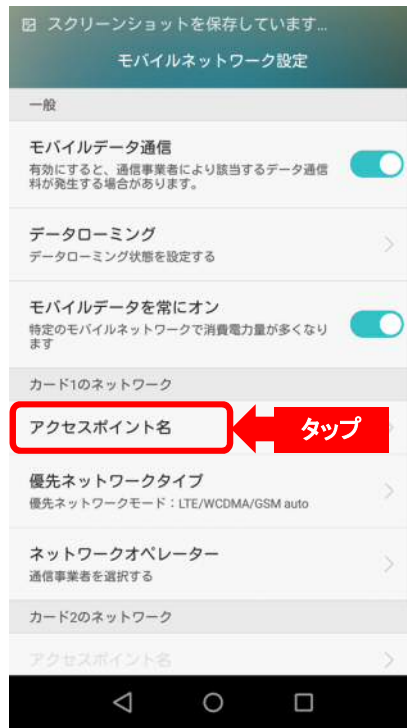 スクリーンショットを保存しています...
モバイルネットワーク設定
一般
モバイルデータ通信
有効にすると、通信事業者により該当するデータ通信
料が発生する場合があります。
データローミング
データローミング状態を設定する
モバイルデータを常にオン
特定のモバイルネットワークで消費電力量が多くなり
ます
カード1のネットワーク
アクセスポイント名
タップ
優先ネットワークタイプ
優先ネットワークモード：LTE/WCDMA/GSM auto
ネットワークオペレーター
通信事業者を選択する
カード2のネットワーク
アクセスポイント名